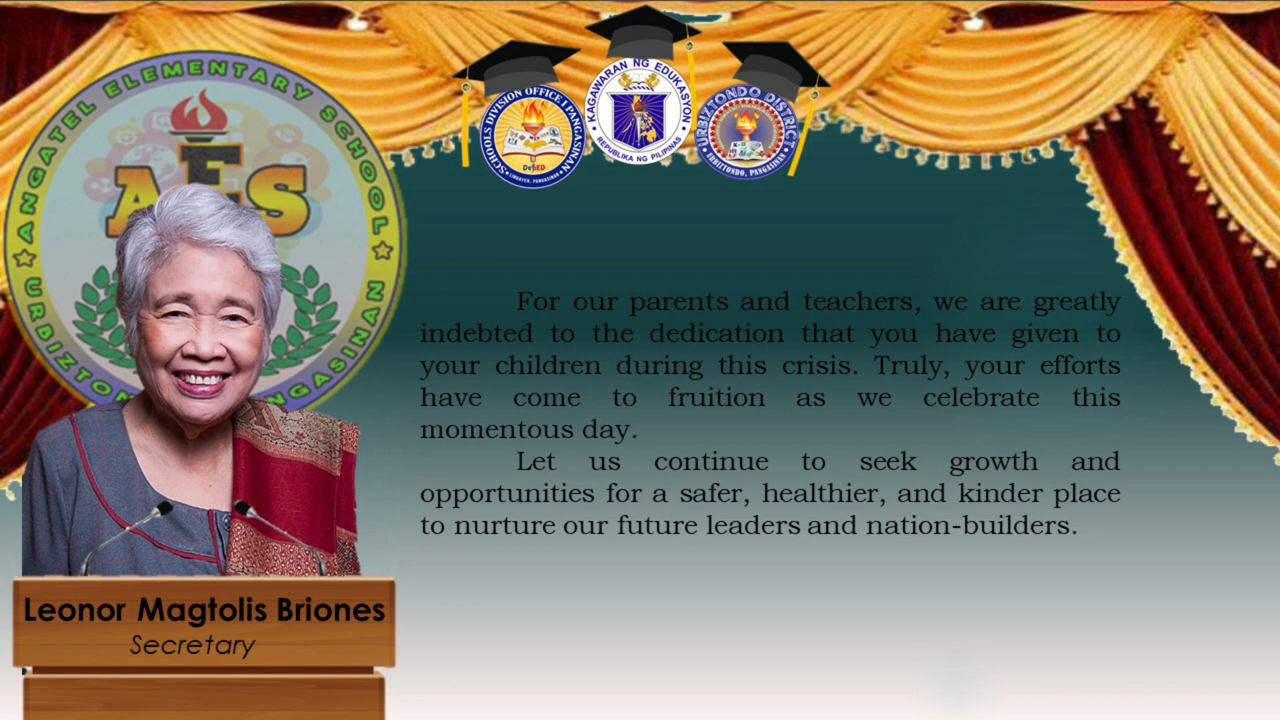 KAGAWARAN NG EDUKASYON
REPUBLIKA NG PILIPINAS
SCHOOLS DIVISION OFFICE I PANGASINAN
DepED
LINGAYEN, PANGASINAN
URBIZTONDO DISTRICT
URBIZTONDO, PANGASINAN
ANGATEL ELEMENTARY SCHOOL
AES
For our parents and teachers, we are greatly
indebted to the dedication that you have given to
your children during this crisis. Truly, your efforts
have come to fruition as we celebrate this
momentous day.
Let us continue to seek growth and
opportunities for a safer, healthier, and kinder place
to nurture our future leaders and nation-builders.
Leonor Magtolis Briones
Secretary